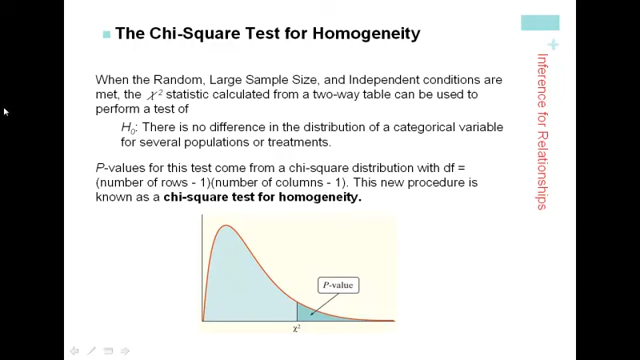 The Chi-Square Test for Homogeneity
When the Random, Large Sample Size, and Independent conditions are
met, the χ² statistic calculated from a two-way table can be used to
perform a test of
H₀: There is no difference in the distribution of a categorical variable
for several populations or treatments.
P-values for this test come from a chi-square distribution with df =
(number of rows - 1)(number of columns - 1). This new procedure is
known as a chi-square test for homogeneity.
P-value
χ²
+
Inference for Relationships